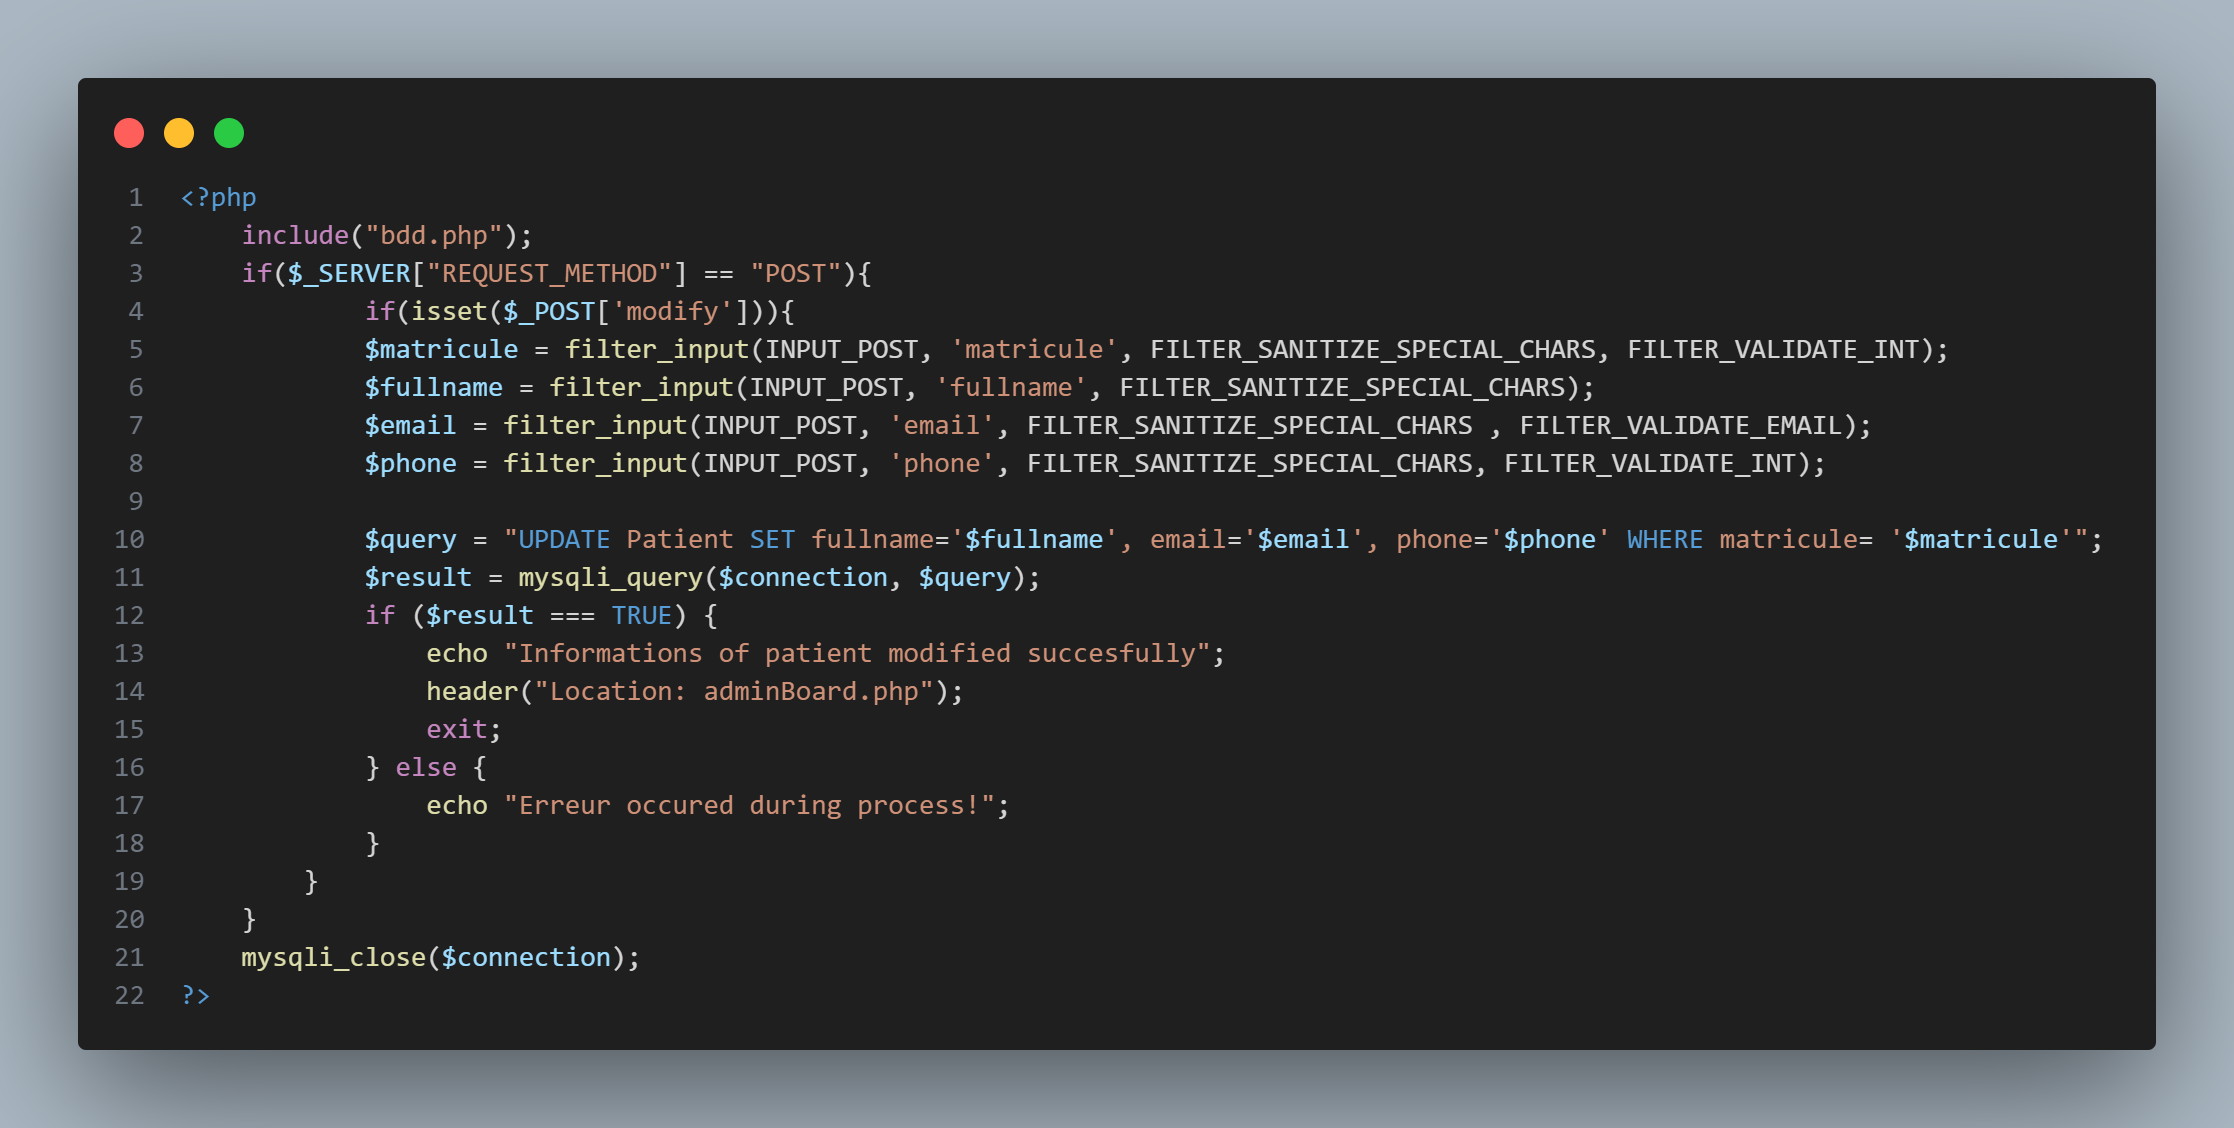 1 <?php
2     include("bdd.php");
3     if($_SERVER["REQUEST_METHOD"] == "POST"){
4             if(isset($_POST['modify'])){
5             $matricule = filter_input(INPUT_POST, 'matricule', FILTER_SANITIZE_SPECIAL_CHARS, FILTER_VALIDATE_INT);
6             $fullname = filter_input(INPUT_POST, 'fullname', FILTER_SANITIZE_SPECIAL_CHARS);
7             $email = filter_input(INPUT_POST, 'email', FILTER_SANITIZE_SPECIAL_CHARS , FILTER_VALIDATE_EMAIL);
8             $phone = filter_input(INPUT_POST, 'phone', FILTER_SANITIZE_SPECIAL_CHARS, FILTER_VALIDATE_INT);
9
10             $query = "UPDATE Patient SET fullname='$fullname', email='$email', phone='$phone' WHERE matricule= '$matricule'";
11             $result = mysqli_query($connection, $query);
12             if ($result === TRUE) {
13                 echo "Informations of patient modified succesfully";
14                 header("Location: adminBoard.php");
15                 exit;
16             } else {
17                 echo "Erreur occured during process!";
18             }
19         }
20     }
21     mysqli_close($connection);
22 ?>